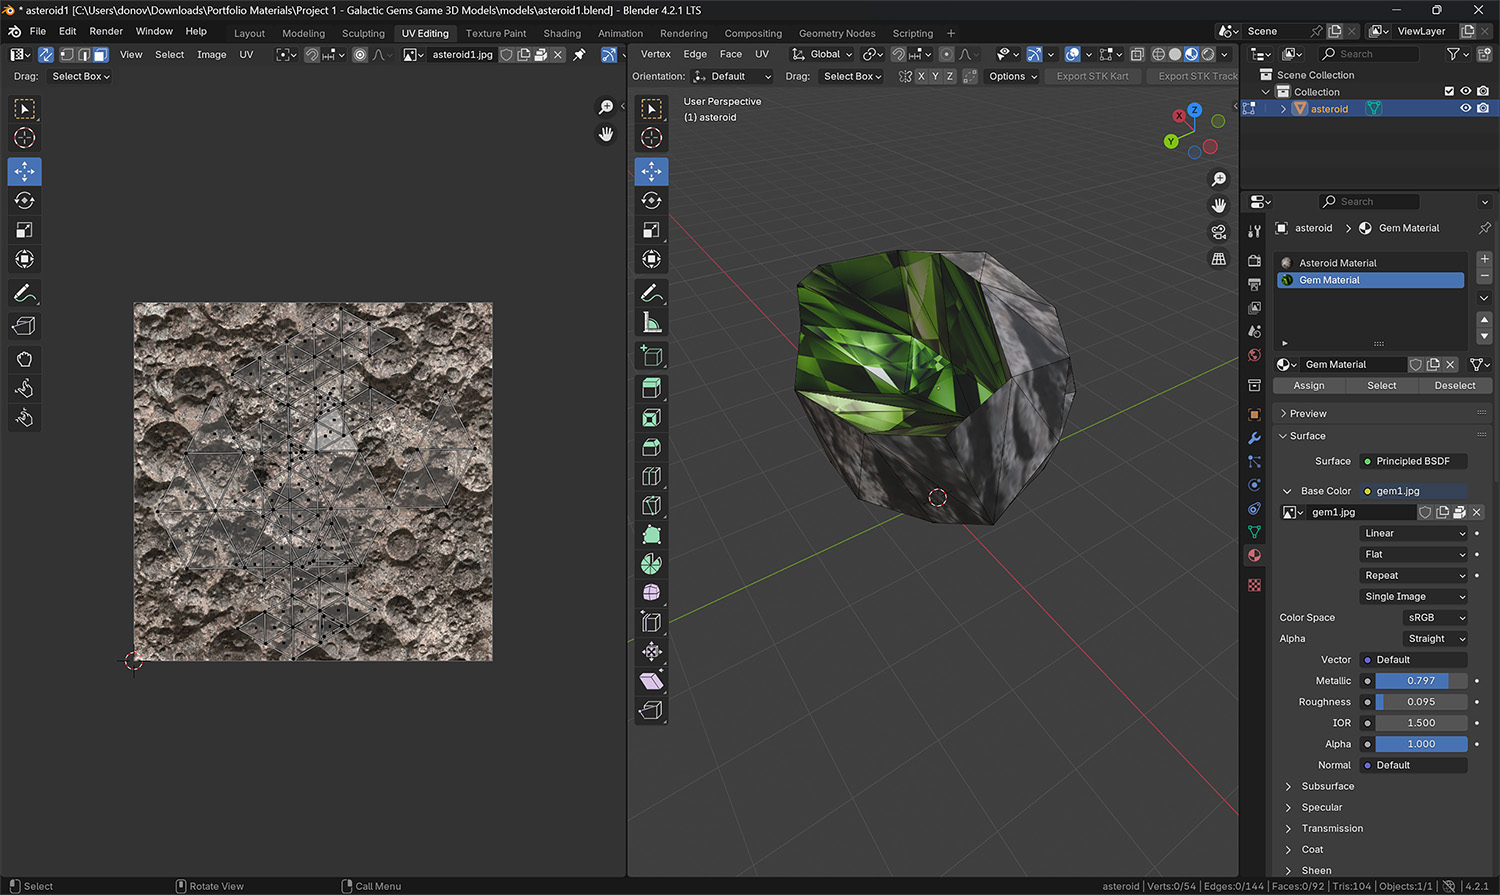 * asteroid1 [C:\Users\donov\Downloads\Portfolio Materials\Project 1 - Galactic Gems Game 3D Models\models\asteroid1.blend] - Blender 4.2.1 LTS
File Edit Render Window Help Layout Modeling Sculpting UV Editing Texture Paint Shading Animation Rendering Compositing Geometry Nodes Scripting + Scene ViewLayer
View Select Image UV asteroid1.jpg Vertex Edge Face UV Global Search
Drag: Select Box Orientation: Default Drag: Select Box X Y Z Options Export STK Kart Export STK Track
Scene Collection
Collection
asteroid
User Perspective
(1) asteroid
X Z Y
Search
asteroid > Gem Material
Asteroid Material
Gem Material
Gem Material
Assign Select Deselect
Preview
Surface
Surface Principled BSDF
Base Color gem1.jpg
gem1.jpg
Linear
Flat
Repeat
Single Image
Color Space sRGB
Alpha Straight
Vector Default
Metallic 0.797
Roughness 0.095
IOR 1.500
Alpha 1.000
Normal Default
Subsurface
Specular
Transmission
Coat
Sheen
Select Rotate View Call Menu asteroid | Verts:0/54 | Edges:0/144 | Faces:0/92 | Tris:104 | Objects:1/1 | 4.2.1